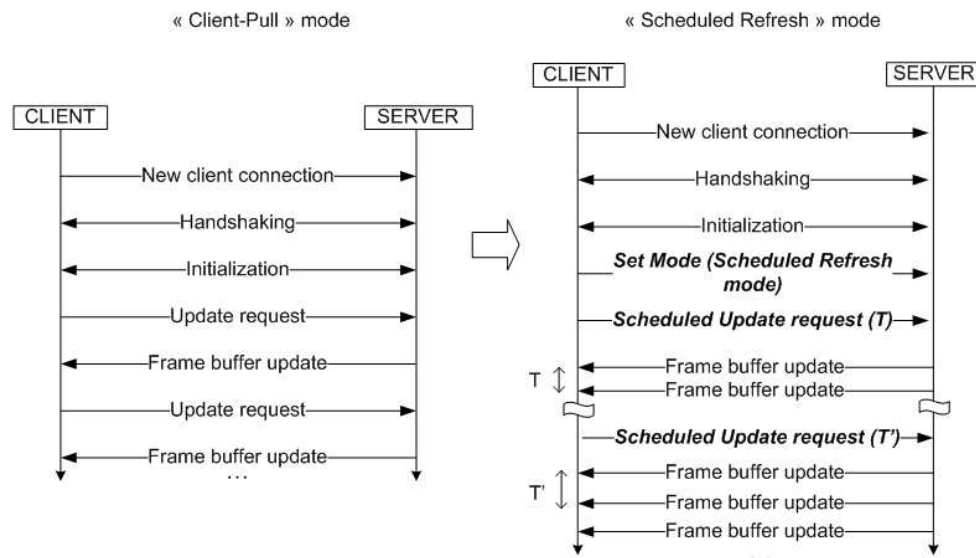 « Client-Pull » mode
CLIENT
SERVER
New client connection
Handshaking
Initialization
Update request
Frame buffer update
Update request
Frame buffer update
...
« Scheduled Refresh » mode
CLIENT
SERVER
New client connection
Handshaking
Initialization
Set Mode (Scheduled Refresh
mode)
Scheduled Update request (T)
Frame buffer update
T
Frame buffer update
Scheduled Update request (T')
Frame buffer update
T'
Frame buffer update
Frame buffer update
...